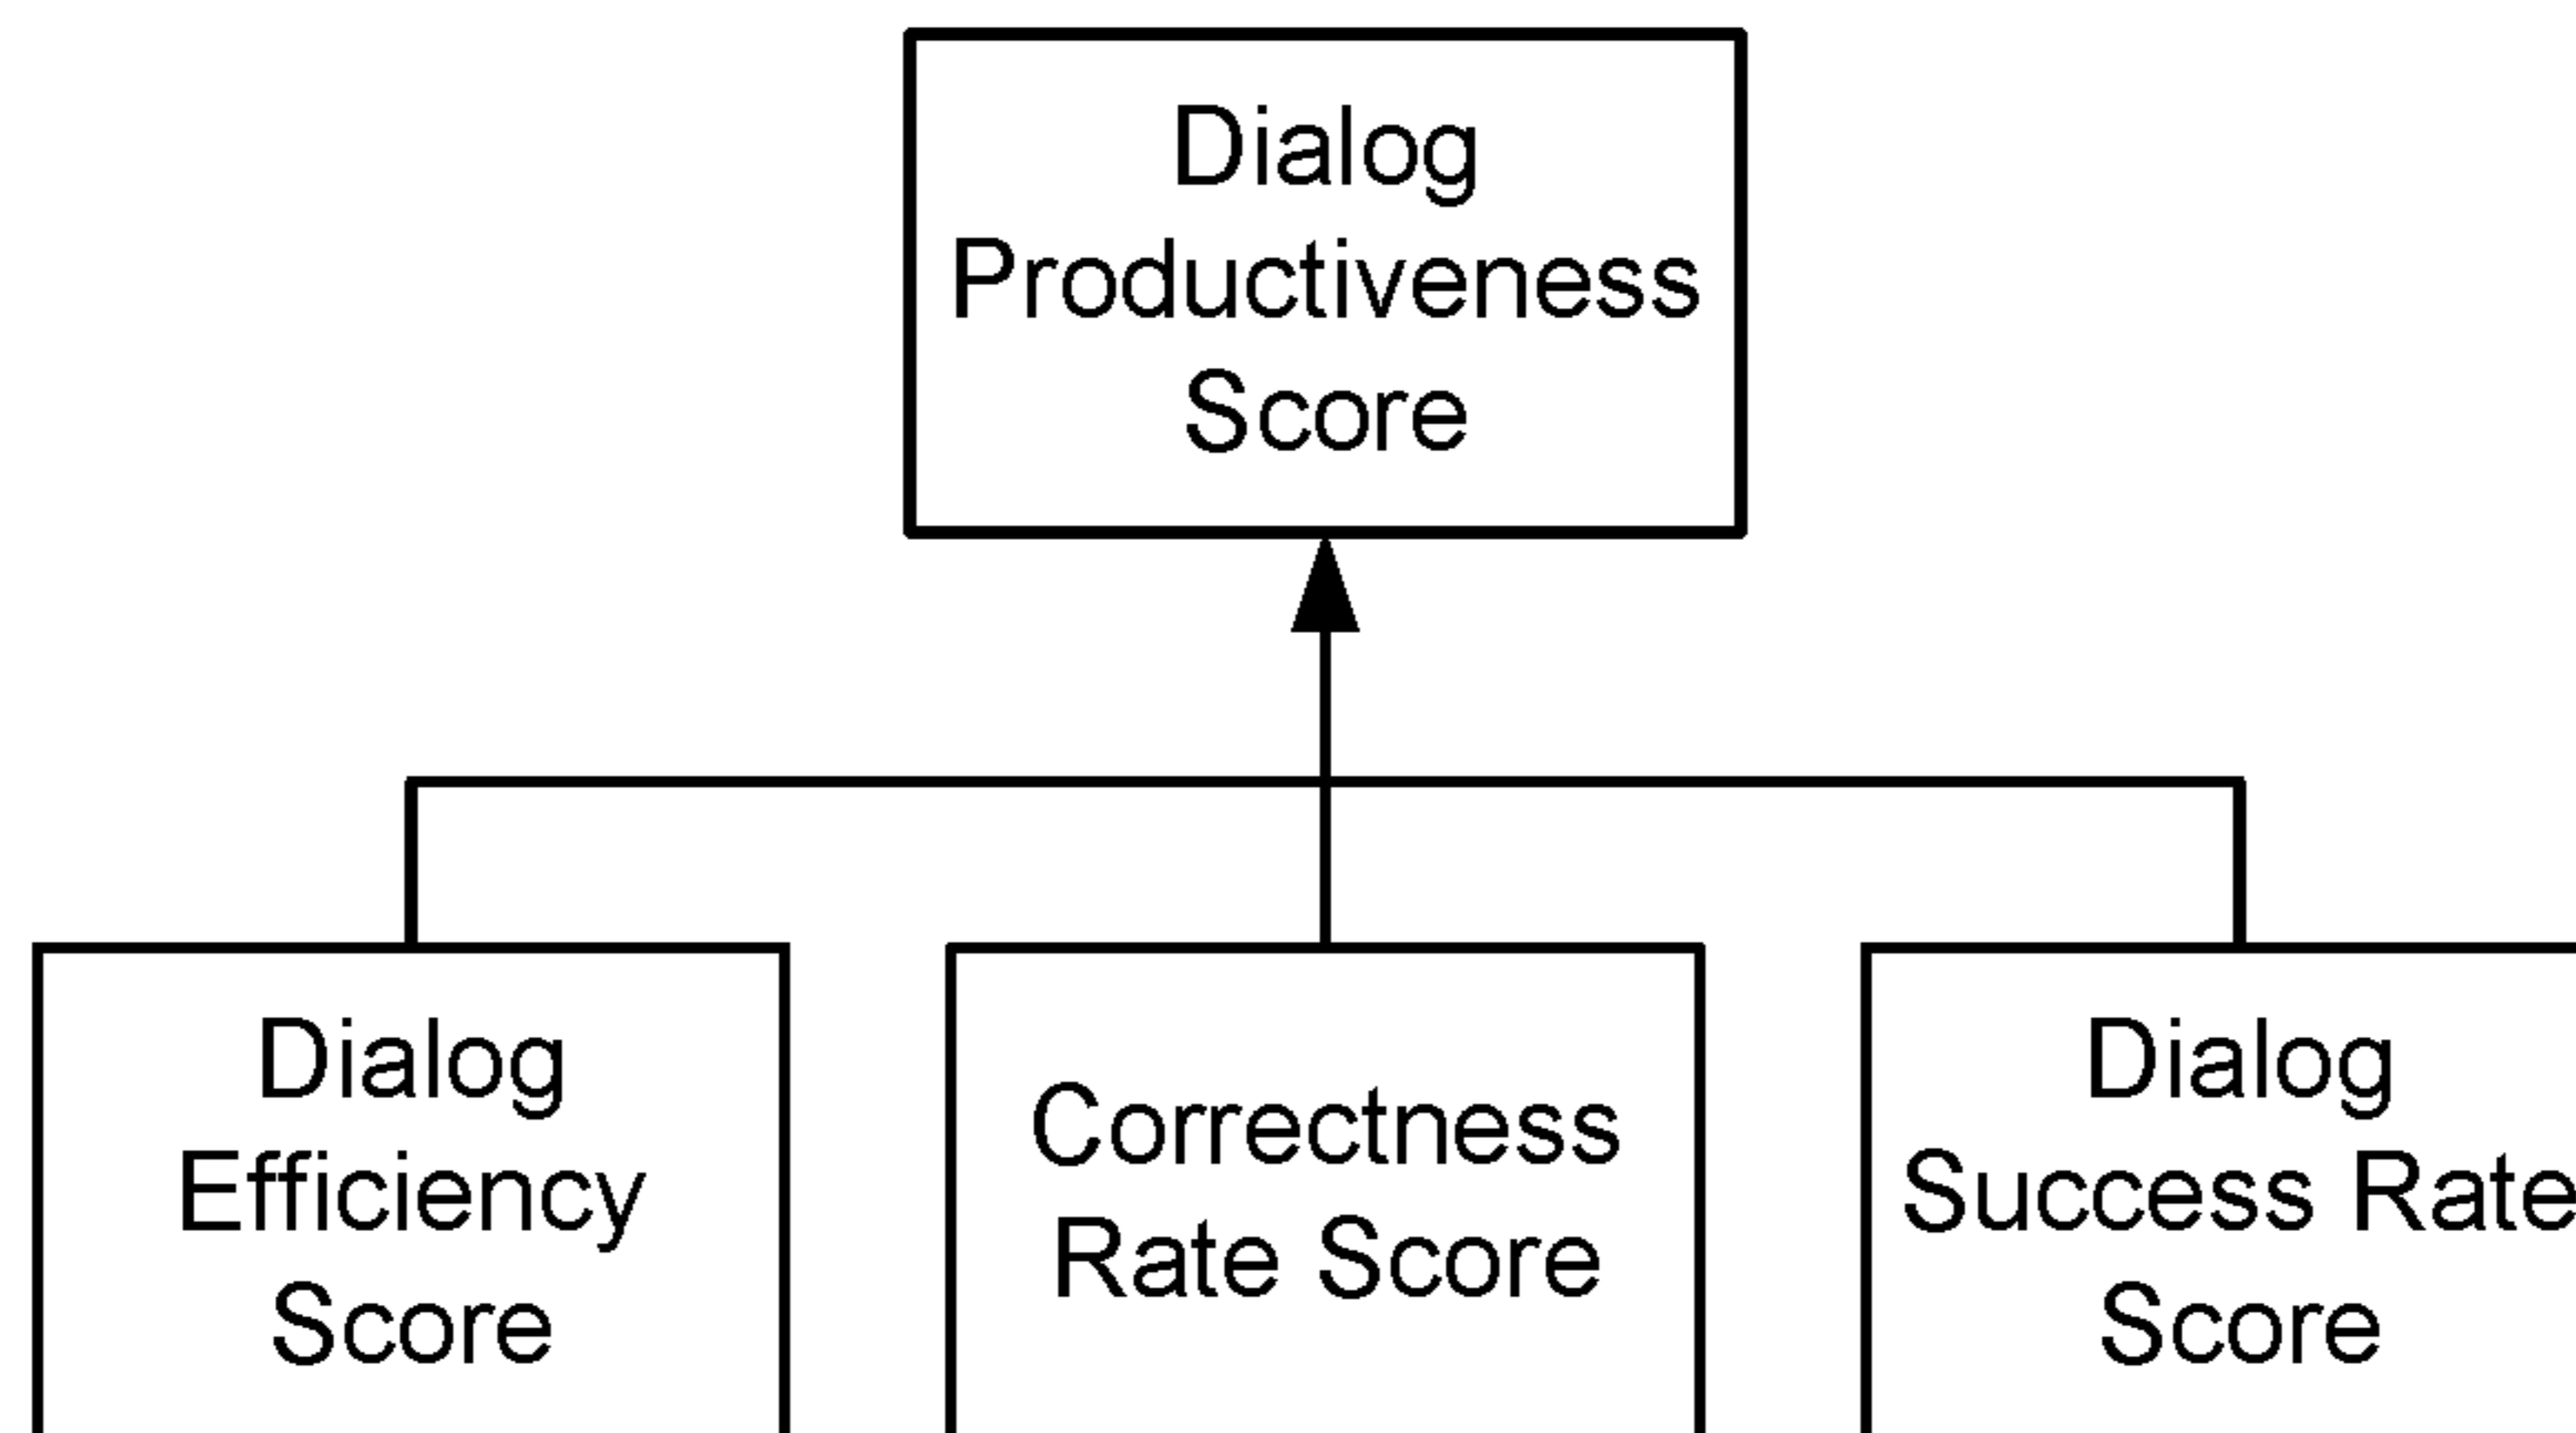 Dialog
Productiveness
Score
Dialog
Efficiency
Score
Correctness
Rate Score
Dialog
Success Rate
Score